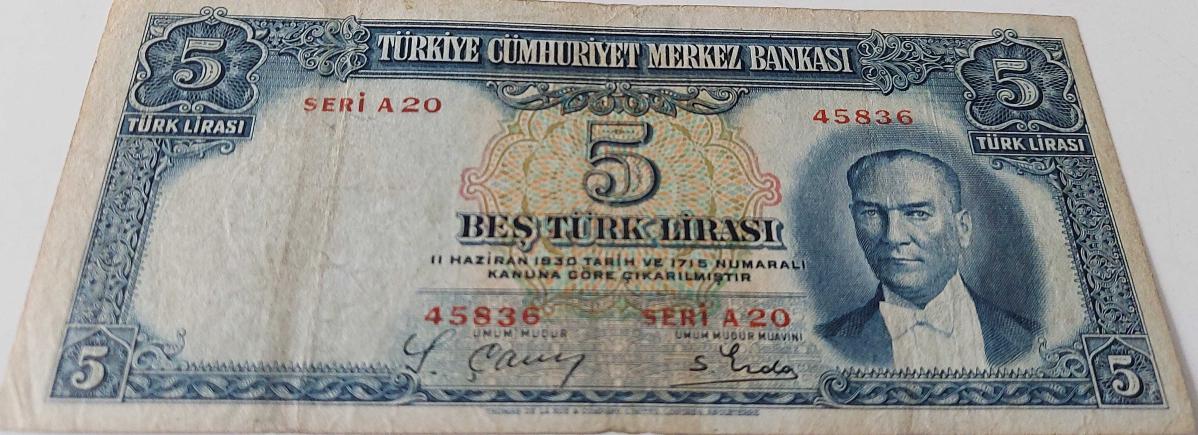 TÜRKİYE CÜMHURİYET MERKEZ BANKASI
5
5
TÜRK LİRASI
TÜRK LİRASI
SERİ A 20
45836
5
BEŞ TÜRK LİRASI
11 HAZİRAN 1930 TARİH VE 1715 NUMARALI
KANUNA GÖRE ÇIKARILMIŞTIR
45836 SERİ A 20
UMUM MÜDÜR UMUM MÜDÜR MUAVİNİ
5
5